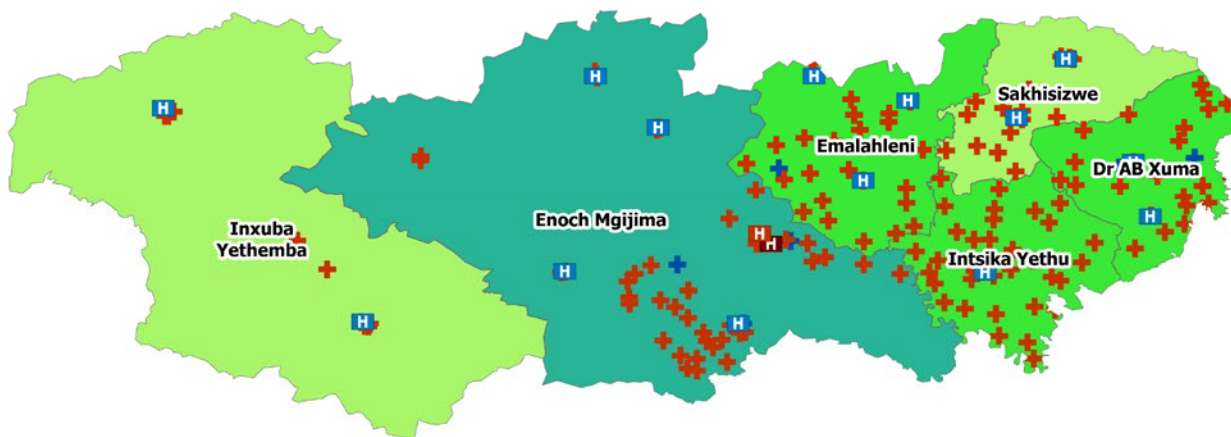 H
H
Sakhisizwe
H
H
H
H
H
Emalahleni
H
Dr AB Xuma
H
H
Enoch Mgijima
Inxuba
Yethemba
H
H
Intsika Yethu
H
H
H
H